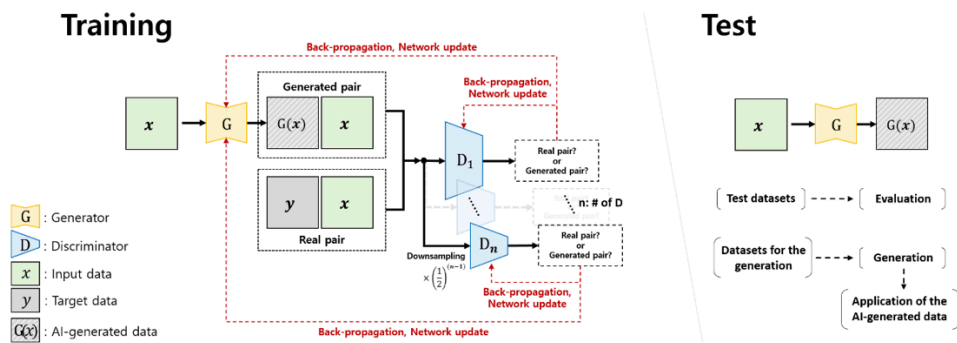 Training
Test
Back-propagation, Network update
Back-propagation,
Network update
Generated pair
x
G
G(x)
x
D1
Real pair?
or
Generated pair?
y
x
Real pair
n: # of D
Dn
Real pair?
or
Generated pair?
Downsampling
× (1/2)^(n−1)
Back-propagation,
Network update
Back-propagation, Network update
G : Generator
D : Discriminator
x : Input data
y : Target data
G(x) : AI-generated data
x
G
G(x)
Test datasets
Evaluation
Datasets for the
generation
Generation
Application of the
AI-generated data